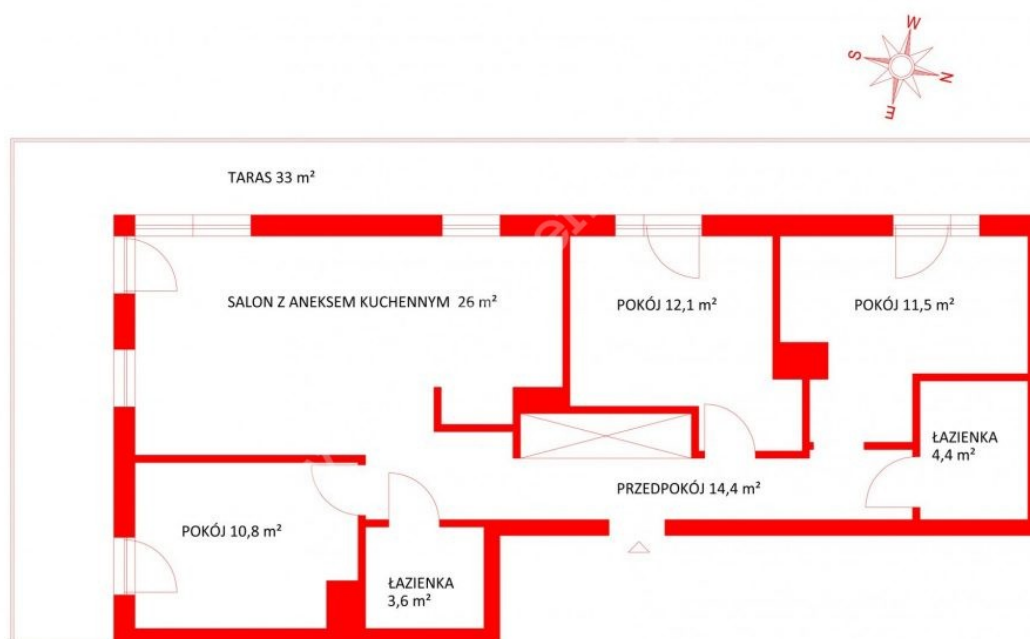 W
S
N
E
TARAS 33 m²
SALON Z ANEKSEM KUCHENNYM 26 m²
POKÓJ 12,1 m²
POKÓJ 11,5 m²
ŁAZIENKA
4,4 m²
PRZEDPOKÓJ 14,4 m²
POKÓJ 10,8 m²
ŁAZIENKA
3,6 m²